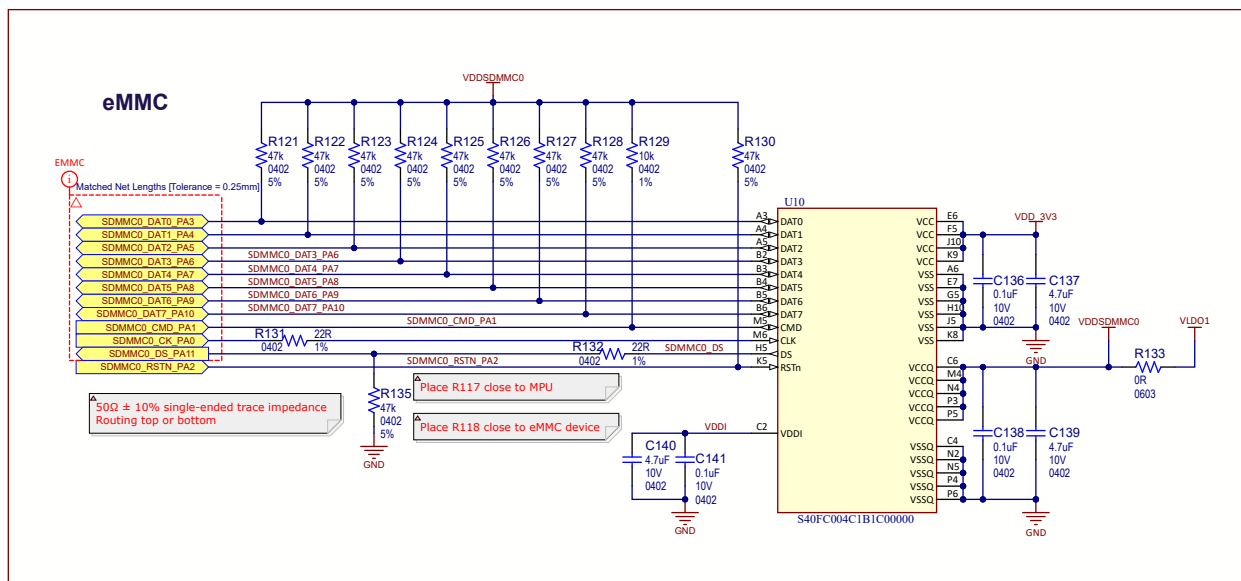 VDDSDMMC0
eMMC
R121
47k
0402
5%
R122
47k
0402
5%
R123
47k
0402
5%
R124
47k
0402
5%
R125
47k
0402
5%
R126
47k
0402
5%
R127
47k
0402
5%
R128
47k
0402
5%
R129
10k
0402
1%
R130
47k
0402
5%
EMMC
i
Matched Net Lengths [Tolerance = 0.25mm]
SDMMC0_DAT0_PA3
SDMMC0_DAT1_PA4
SDMMC0_DAT2_PA5
SDMMC0_DAT3_PA6
SDMMC0_DAT4_PA7
SDMMC0_DAT5_PA8
SDMMC0_DAT6_PA9
SDMMC0_DAT7_PA10
SDMMC0_CMD_PA1
SDMMC0_CK_PA0
SDMMC0_DS_PA11
SDMMC0_RSTN_PA2
SDMMC0_DAT3_PA6
SDMMC0_DAT4_PA7
SDMMC0_DAT5_PA8
SDMMC0_DAT6_PA9
SDMMC0_DAT7_PA10
SDMMC0_CMD_PA1
R131
22R
0402
1%
R132
22R
0402
1%
SDMMC0_DS
SDMMC0_RSTN_PA2
R135
47k
0402
5%
GND
50Ω ± 10% single-ended trace impedance
Routing top or bottom
Place R117 close to MPU
Place R118 close to eMMC device
U10
A3 DAT0
A4 DAT1
A5 DAT2
B2 DAT3
B3 DAT4
B4 DAT5
B5 DAT6
B6 DAT7
M5 CMD
M6 CLK
H5 DS
K5 RSTn
C2 VDDI
VCC E6
VCC F5
VCC J10
VCC K9
VSS A6
VSS E7
VSS G5
VSS H10
VSS J5
VSS K8
VCCQ C6
VCCQ M4
VCCQ N4
VCCQ P3
VCCQ P5
VSSQ C4
VSSQ N2
VSSQ N5
VSSQ P4
VSSQ P6
S40FC004C1B1C00000
VDDI
C140
4.7uF
10V
0402
C141
0.1uF
10V
0402
GND
VDD_3V3
C136
0.1uF
10V
0402
C137
4.7uF
10V
0402
GND
VDDSDMMC0
VLDO1
R133
0R
0603
C138
0.1uF
10V
0402
C139
4.7uF
10V
0402
GND